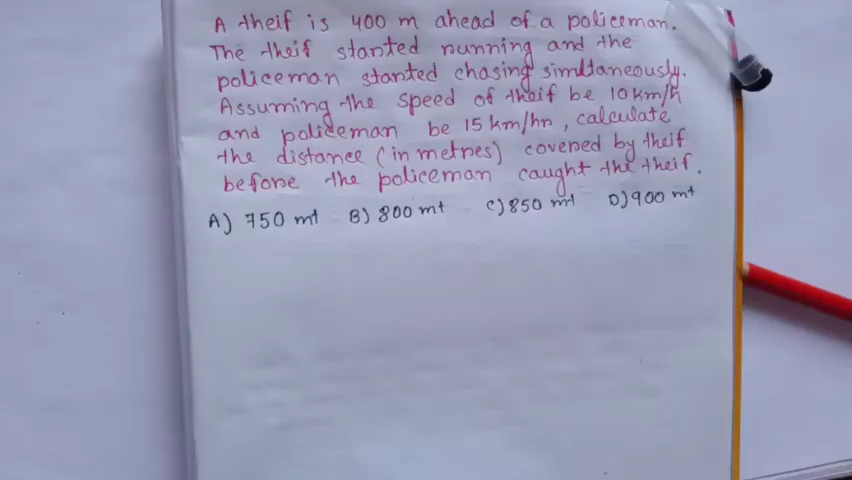 A theif is 400 m ahead of a policeman.
The theif started running and the
policeman started chasing simultaneously.
Assuming the speed of theif be 10 km/h
and policeman be 15 km/hr, calculate
the distance (in metres) covered by theif
before the policeman caught the theif.
A) 750 mt B) 800 mt C) 850 mt D) 900 mt